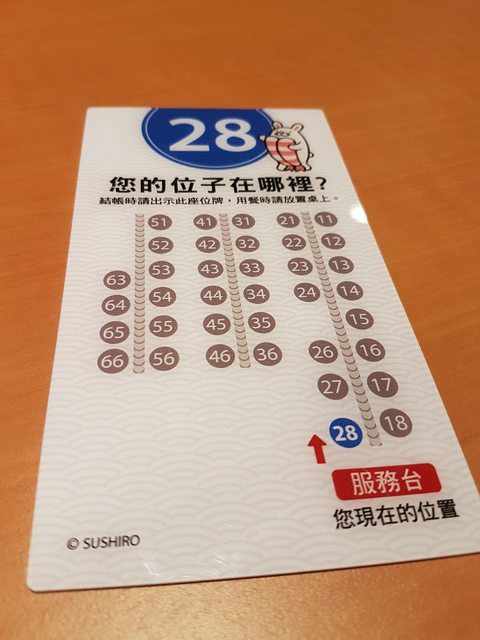 28
您的位子在哪裡?
結帳時請出示此座位牌，用餐時請放置桌上。
51 41 31 21 11
52 42 32 22 12
63 53 43 33 23 13
64 54 44 34 24 14
65 55 45 35 15
66 56 46 36 26 16
27 17
28 18
服務台
您現在的位置
© SUSHIRO